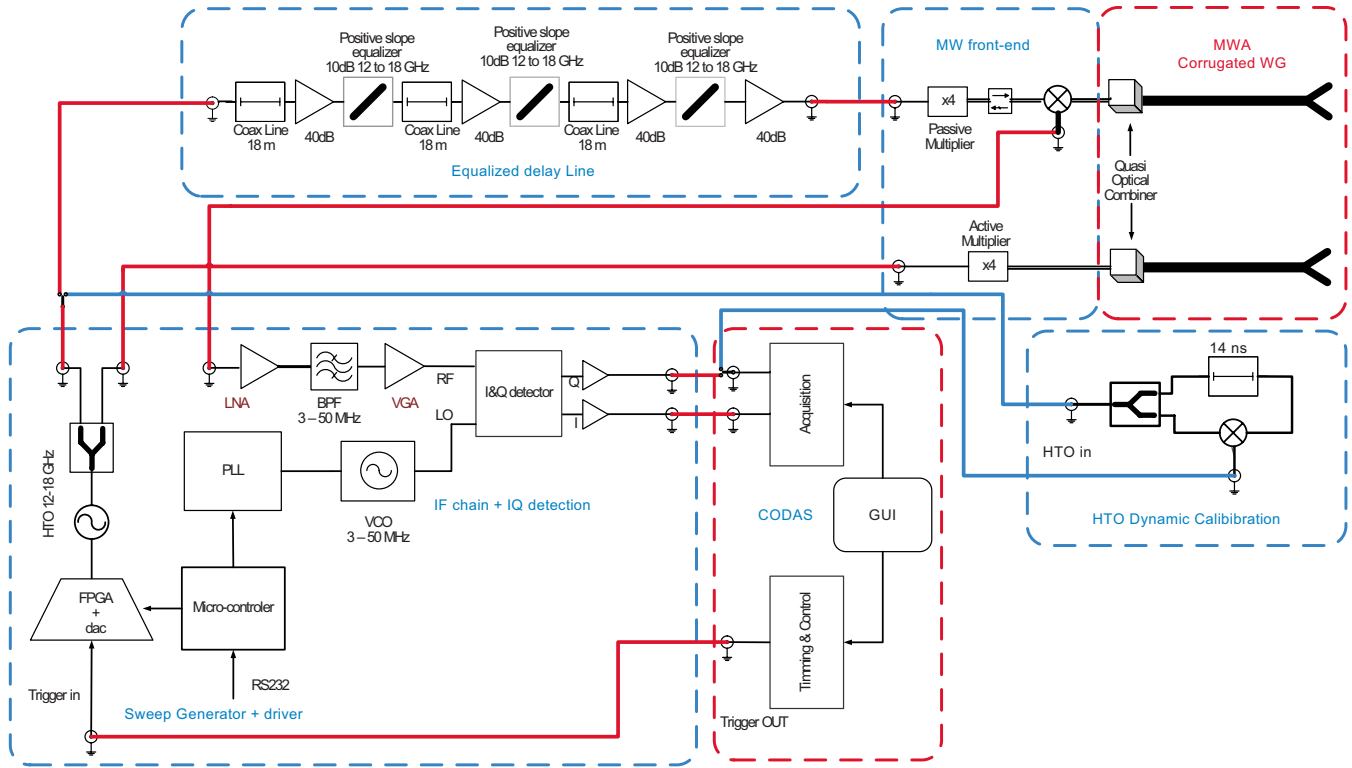 Positive slope
equalizer
10dB 12 to 18 GHz
Positive slope
equalizer
10dB 12 to 18 GHz
Positive slope
equalizer
10dB 12 to 18 GHz
Coax Line
18 m
40dB
Coax Line
18 m
40dB
Coax Line
18 m
40dB
40dB
Equalized delay Line
MW front-end
x4
Passive
Multiplier
Active
Multiplier
x4
MWA
Corrugated WG
Quasi
Optical
Combiner
LNA
BPF
3 – 50 MHz
VGA
RF
LO
I&Q detector
Q
I
HTO 12-18 GHz
PLL
VCO
3 – 50 MHz
IF chain + IQ detection
FPGA
+
dac
Micro-controler
RS232
Trigger in
Sweep Generator + driver
Acquisition
CODAS
GUI
Timming & Control
Trigger OUT
14 ns
HTO in
HTO Dynamic Calibibration